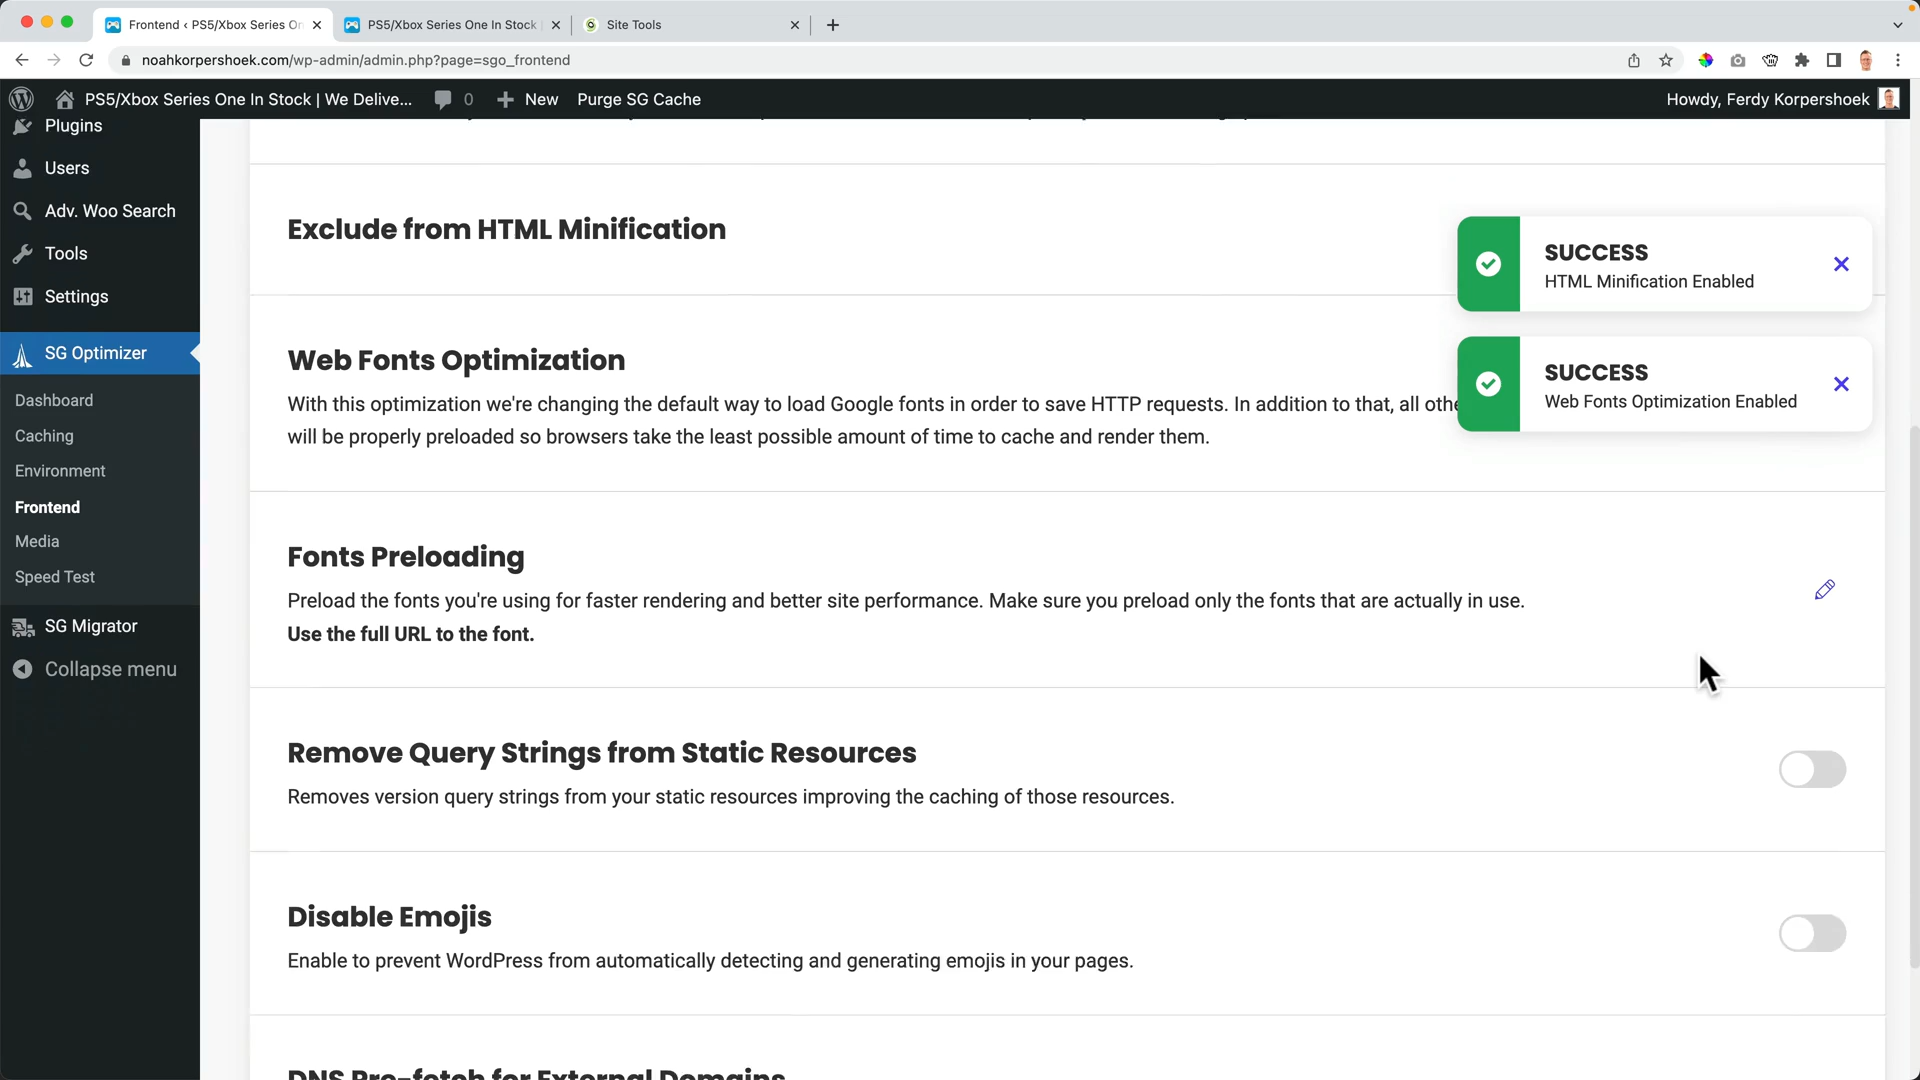 Frontend ‹ PS5/Xbox Series On
PS5/Xbox Series One In Stock
Site Tools
noahkorpershoek.com/wp-admin/admin.php?page=sgo_frontend
PS5/Xbox Series One In Stock | We Delive...
0
New
Purge SG Cache
Howdy, Ferdy Korpershoek
Plugins
Users
Adv. Woo Search
Tools
Settings
SG Optimizer
Dashboard
Caching
Environment
Frontend
Media
Speed Test
SG Migrator
Collapse menu
Exclude from HTML Minification
SUCCESS
HTML Minification Enabled
SUCCESS
Web Fonts Optimization Enabled
Web Fonts Optimization
With this optimization we're changing the default way to load Google fonts in order to save HTTP requests. In addition to that, all othe
will be properly preloaded so browsers take the least possible amount of time to cache and render them.
Fonts Preloading
Preload the fonts you're using for faster rendering and better site performance. Make sure you preload only the fonts that are actually in use.
Use the full URL to the font.
Remove Query Strings from Static Resources
Removes version query strings from your static resources improving the caching of those resources.
Disable Emojis
Enable to prevent WordPress from automatically detecting and generating emojis in your pages.
DNS Pre-fetch for External Domains